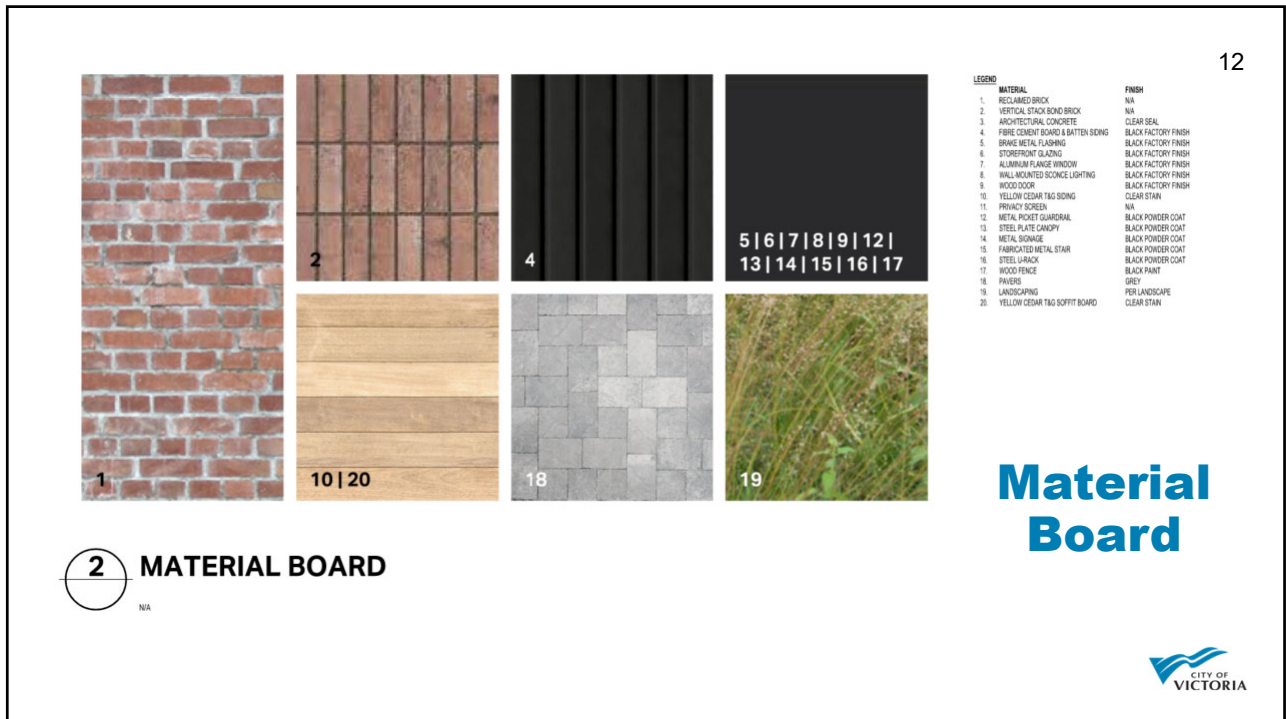 12
2
4
5 | 6 | 7 | 8 | 9 | 12 |
13 | 14 | 15 | 16 | 17
1
10 | 20
18
19
LEGEND
MATERIAL FINISH
1. RECLAIMED BRICK N/A
2. VERTICAL STACK BOND BRICK N/A
3. ARCHITECTURAL CONCRETE CLEAR SEAL
4. FIBRE CEMENT BOARD & BATTEN SIDING BLACK FACTORY FINISH
5. BRAKE METAL FLASHING BLACK FACTORY FINISH
6. STOREFRONT GLAZING BLACK FACTORY FINISH
7. ALUMINUM FLANGE WINDOW BLACK FACTORY FINISH
8. WALL-MOUNTED SCONCE LIGHTING BLACK FACTORY FINISH
9. WOOD DOOR BLACK FACTORY FINISH
10. YELLOW CEDAR T&G SIDING CLEAR STAIN
11. PRIVACY SCREEN N/A
12. METAL PICKET GUARDRAIL BLACK POWDER COAT
13. STEEL PLATE CANOPY BLACK POWDER COAT
14. METAL SIGNAGE BLACK POWDER COAT
15. FABRICATED METAL STAIR BLACK POWDER COAT
16. STEEL U-RACK BLACK POWDER COAT
17. WOOD FENCE BLACK PAINT
18. PAVERS GREY
19. LANDSCAPING PER LANDSCAPE
20. YELLOW CEDAR T&G SOFFIT BOARD CLEAR STAIN
Material
Board
2 MATERIAL BOARD
N/A
CITY OF
VICTORIA